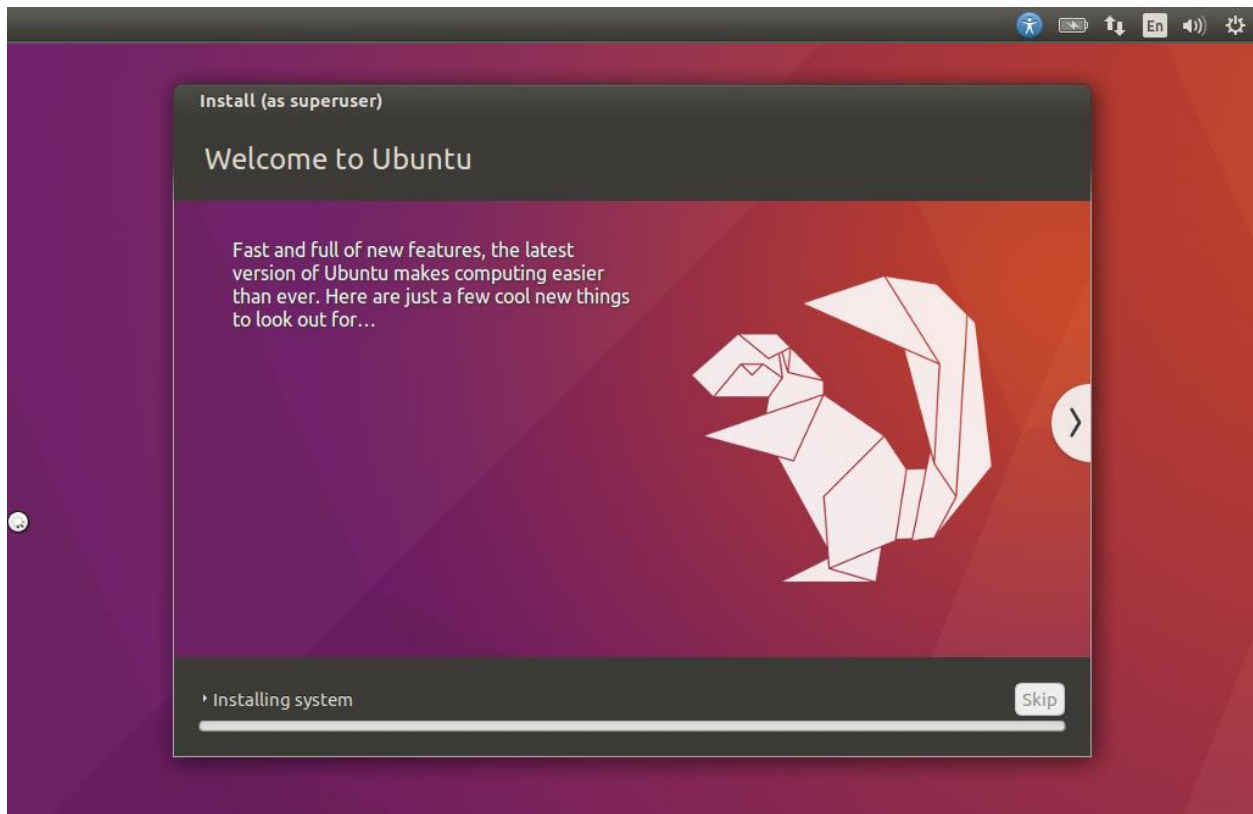 En
Install (as superuser)
Welcome to Ubuntu
Fast and full of new features, the latest
version of Ubuntu makes computing easier
than ever. Here are just a few cool new things
to look out for…
Installing system
Skip